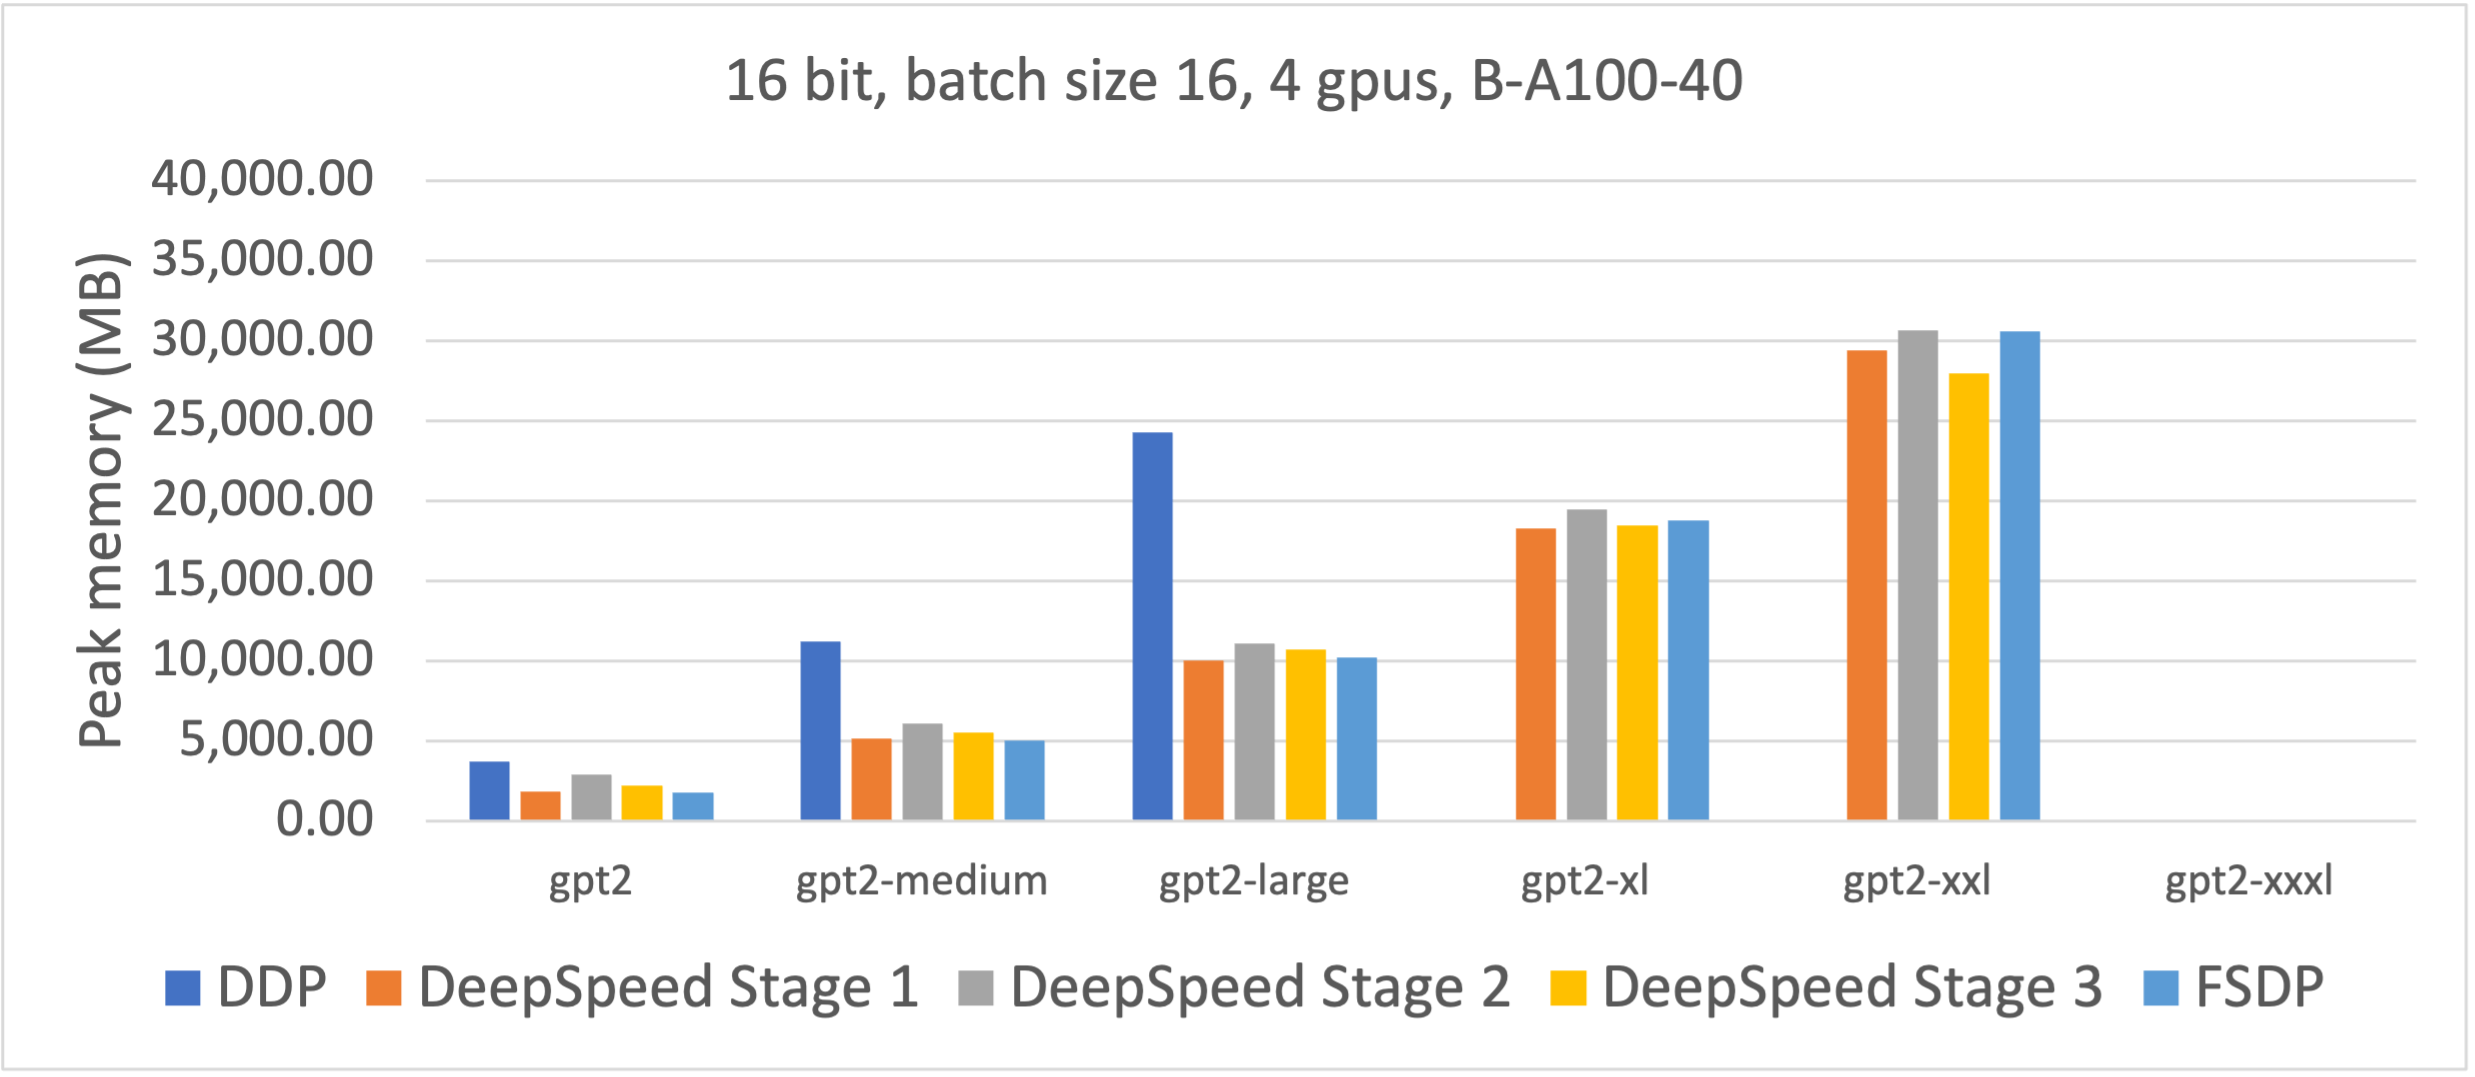 16 bit, batch size 16, 4 gpus, B-A100-40
Peak memory (MB)
40,000.00
35,000.00
30,000.00
25,000.00
20,000.00
15,000.00
10,000.00
5,000.00
0.00
gpt2 gpt2-medium gpt2-large gpt2-xl gpt2-xxl gpt2-xxxl
DDP DeepSpeed Stage 1 DeepSpeed Stage 2 DeepSpeed Stage 3 FSDP